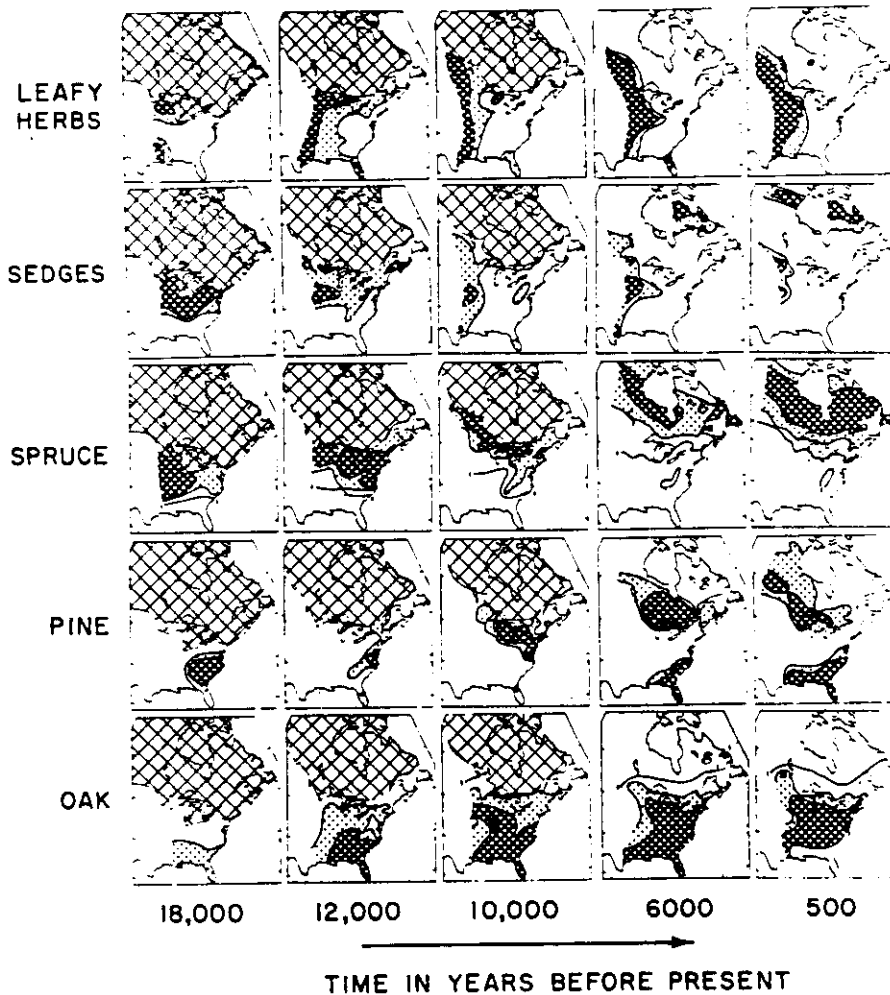 LEAFY
HERBS
SEDGES
SPRUCE
PINE
OAK
18,000 12,000 10,000 6000 500
TIME IN YEARS BEFORE PRESENT